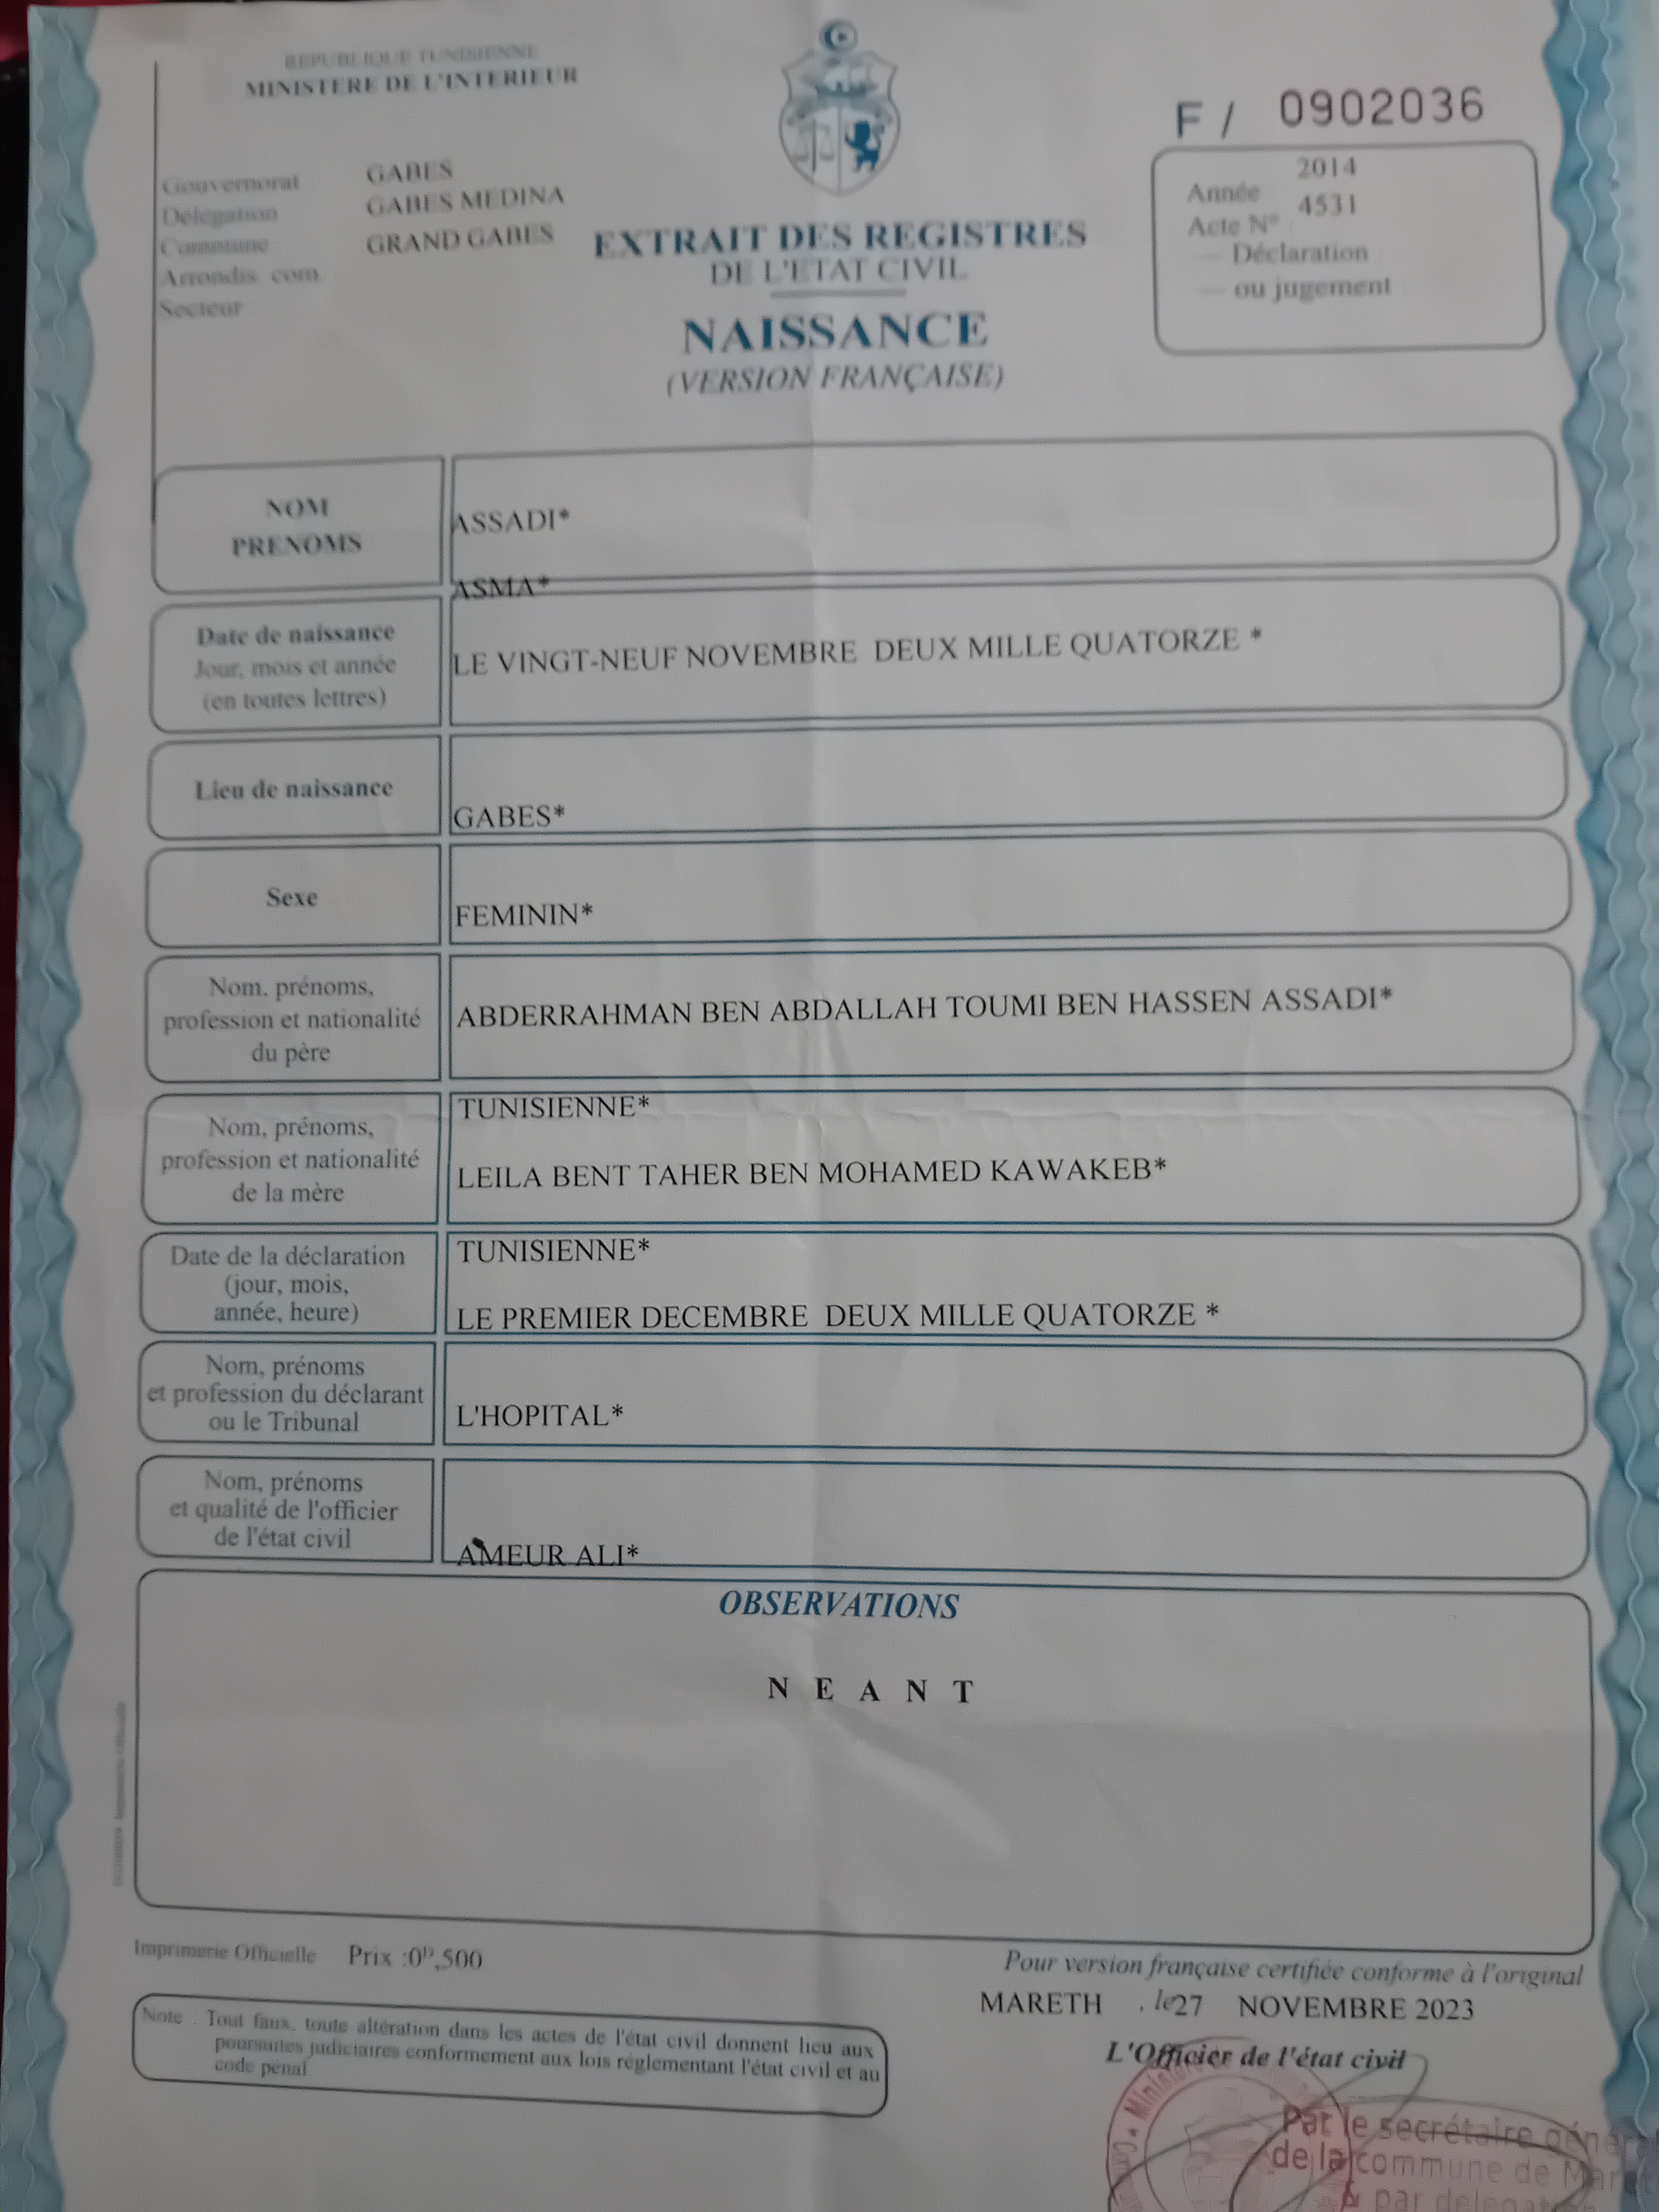 REPUBLIQUE TUNISIENNE
MINISTERE DE L'INTERIEUR
F / 0902036
Gouvernorat GABES
Délégation GABES MEDINA
Commune GRAND GABES
Arrondis. com.
Secteur
EXTRAIT DES REGISTRES
DE L'ETAT CIVIL
NAISSANCE
(VERSION FRANÇAISE)
Année : 2014
Acte N° 4531
— Déclaration :
— ou jugement :
NOM
PRENOMS
ASSADI*
ASMA*
Date de naissance
Jour, mois et année
(en toutes lettres)
LE VINGT-NEUF NOVEMBRE DEUX MILLE QUATORZE *
Lieu de naissance
GABES*
Sexe
FEMININ*
Nom, prénoms,
profession et nationalité
du père
ABDERRAHMAN BEN ABDALLAH TOUMI BEN HASSEN ASSADI*
TUNISIENNE*
Nom, prénoms,
profession et nationalité
de la mère
LEILA BENT TAHER BEN MOHAMED KAWAKEB*
TUNISIENNE*
Date de la déclaration
(jour, mois,
année, heure)
LE PREMIER DECEMBRE DEUX MILLE QUATORZE *
Nom, prénoms
et profession du déclarant
ou le Tribunal
L'HOPITAL*
Nom, prénoms
et qualité de l'officier
de l'état civil
AMEUR ALI*
OBSERVATIONS
N E A N T
Imprimerie Officielle Prix :0ᴰ,500
Pour version française certifiée conforme à l'original
MARETH , le 27 NOVEMBRE 2023
L'Officier de l'état civil
Note : Tout faux, toute altération dans les actes de l'état civil donnent lieu aux
poursuites judiciaires conformement aux lois réglementant l'état civil et au
code pénal.
Par le secrétaire
de la commune de
& par